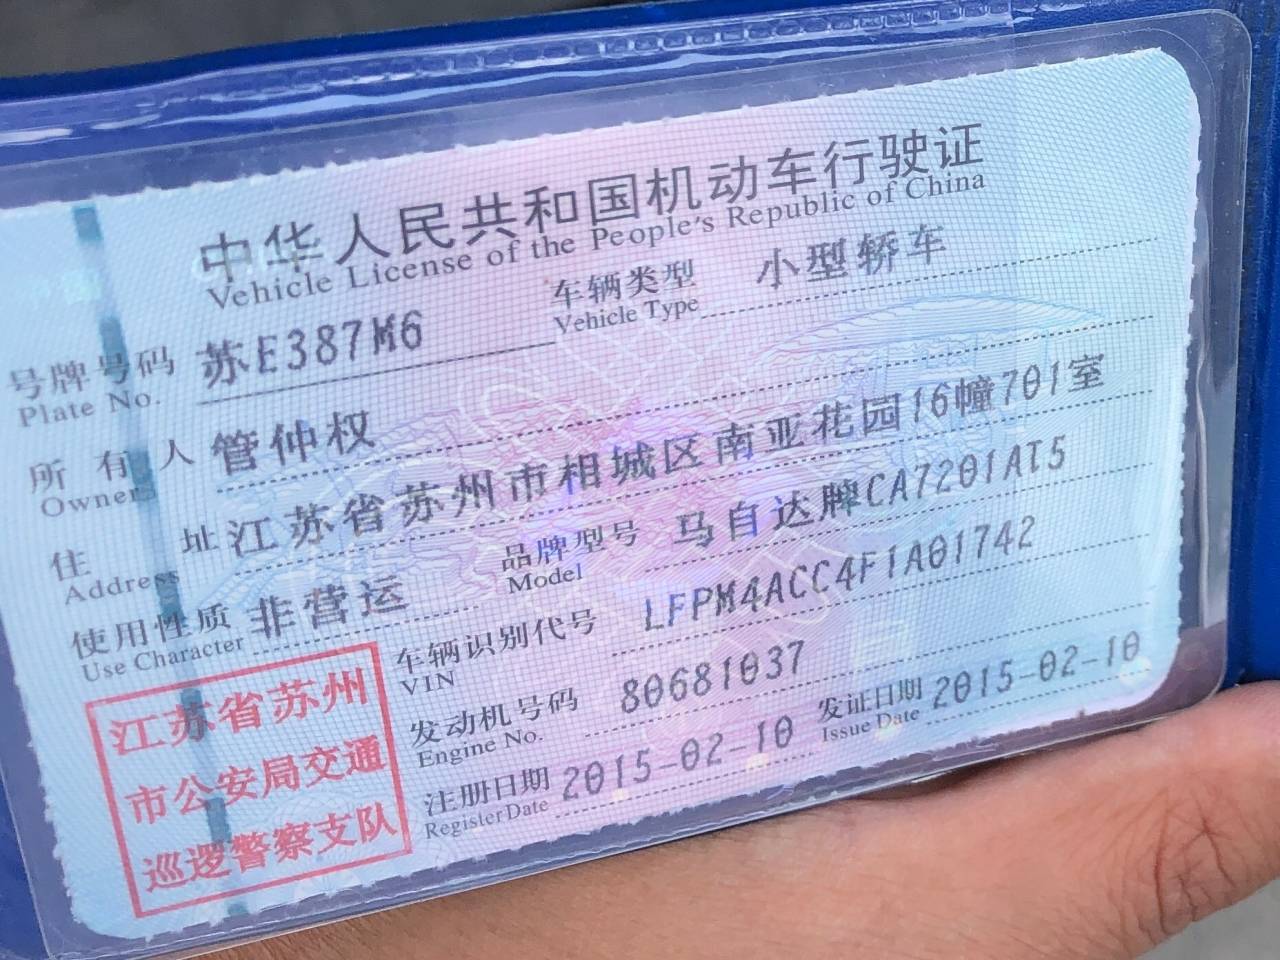 中华人民共和国机动车行驶证
Vehicle License of the People's Republic of China
号牌号码 苏E387M6 车辆类型 小型轿车
Plate No. Vehicle Type
所有人 管仲权
Owner
住址 江苏省苏州市相城区南亚花园16幢701室
Address
使用性质 非营运 品牌型号 马自达牌CA7201AT5
Use Character Model
车辆识别代号 LFPM4ACC4F1A01742
VIN
发动机号码 80681037
Engine No.
注册日期 2015-02-10 发证日期 2015-02-10
Register Date Issue Date
江苏省苏州
市公安局交通
巡逻警察支队